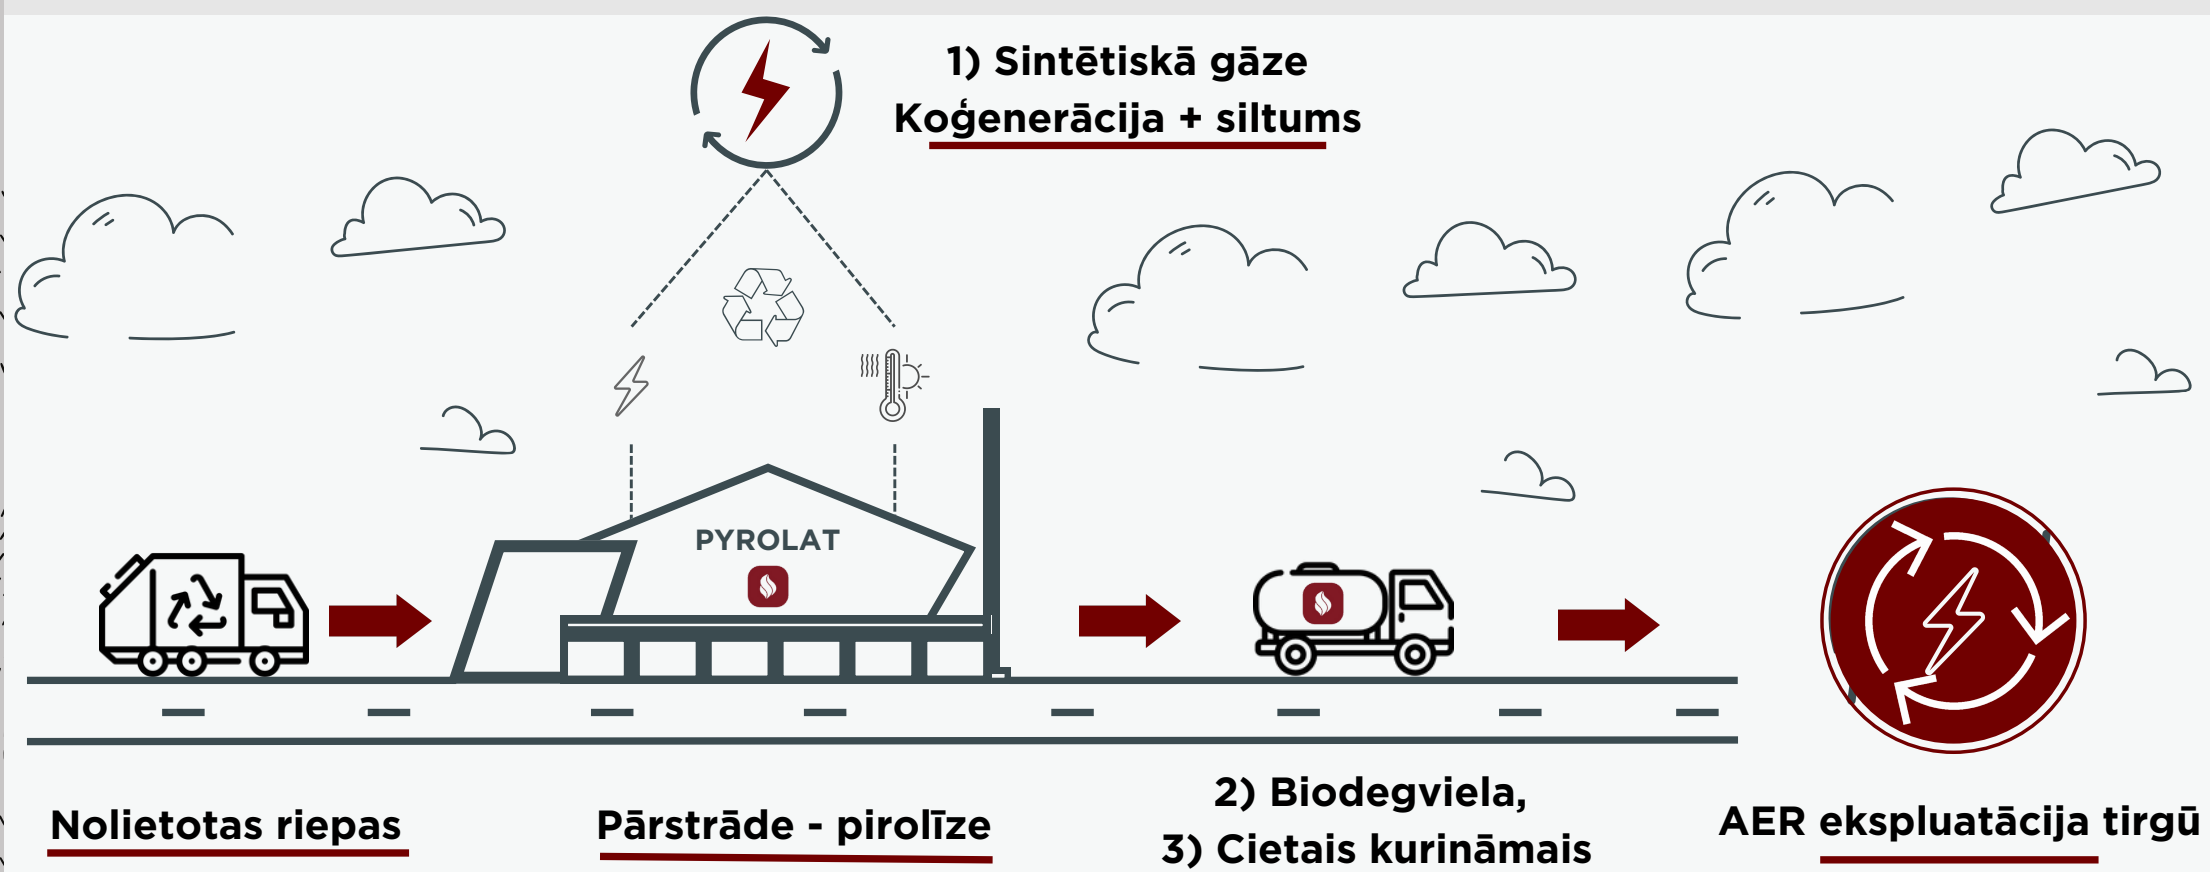 1) Sintētiskā gāze
Koģenerācija + siltums
PYROLAT
Nolietotas riepas
Pārstrāde - pirolīze
2) Biodegviela,
3) Cietais kurināmais
AER ekspluatācija tirgū